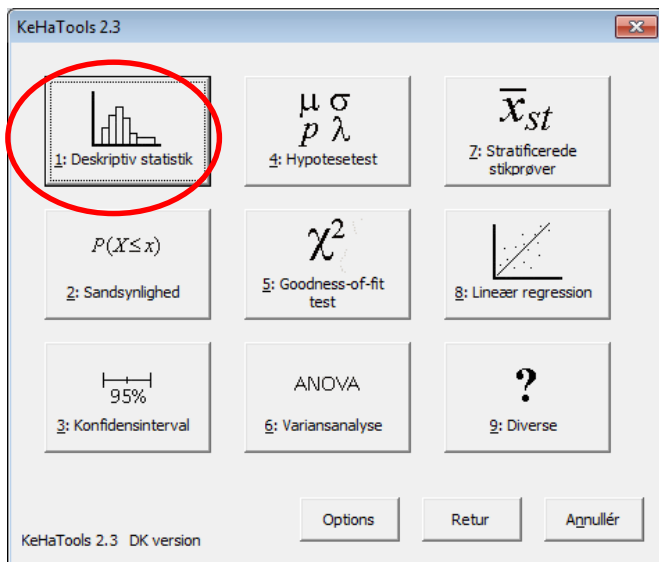 KeHaTools 2.3
1: Deskriptiv statistik
μ σ
p λ
4: Hypotesetest
x̅st
7: Stratificerede
stikprøver
P(X≤x)
2: Sandsynlighed
χ²
5: Goodness-of-fit
test
8: Lineær regression
95%
3: Konfidensinterval
ANOVA
6: Variansanalyse
?
9: Diverse
Options
Retur
Annullér
KeHaTools 2.3 DK version